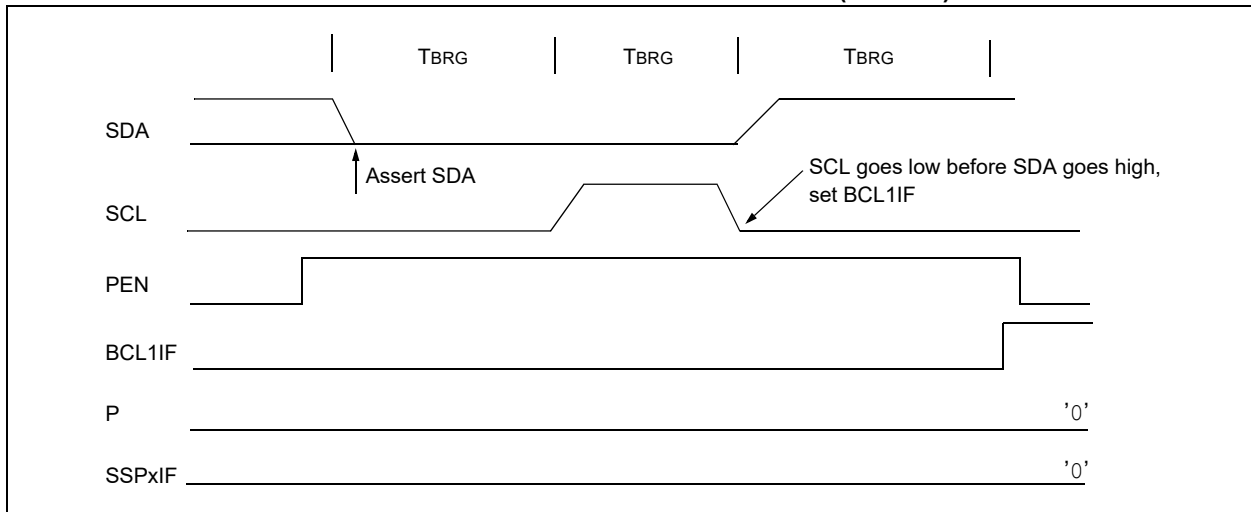 TBRG TBRG TBRG
SDA
Assert SDA
SCL goes low before SDA goes high,
set BCL1IF
SCL
PEN
BCL1IF
P
'0'
SSPxIF
'0'